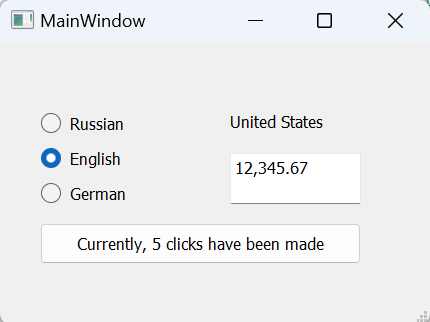 MainWindow
Russian
United States
English
12,345.67
German
Currently, 5 clicks have been made